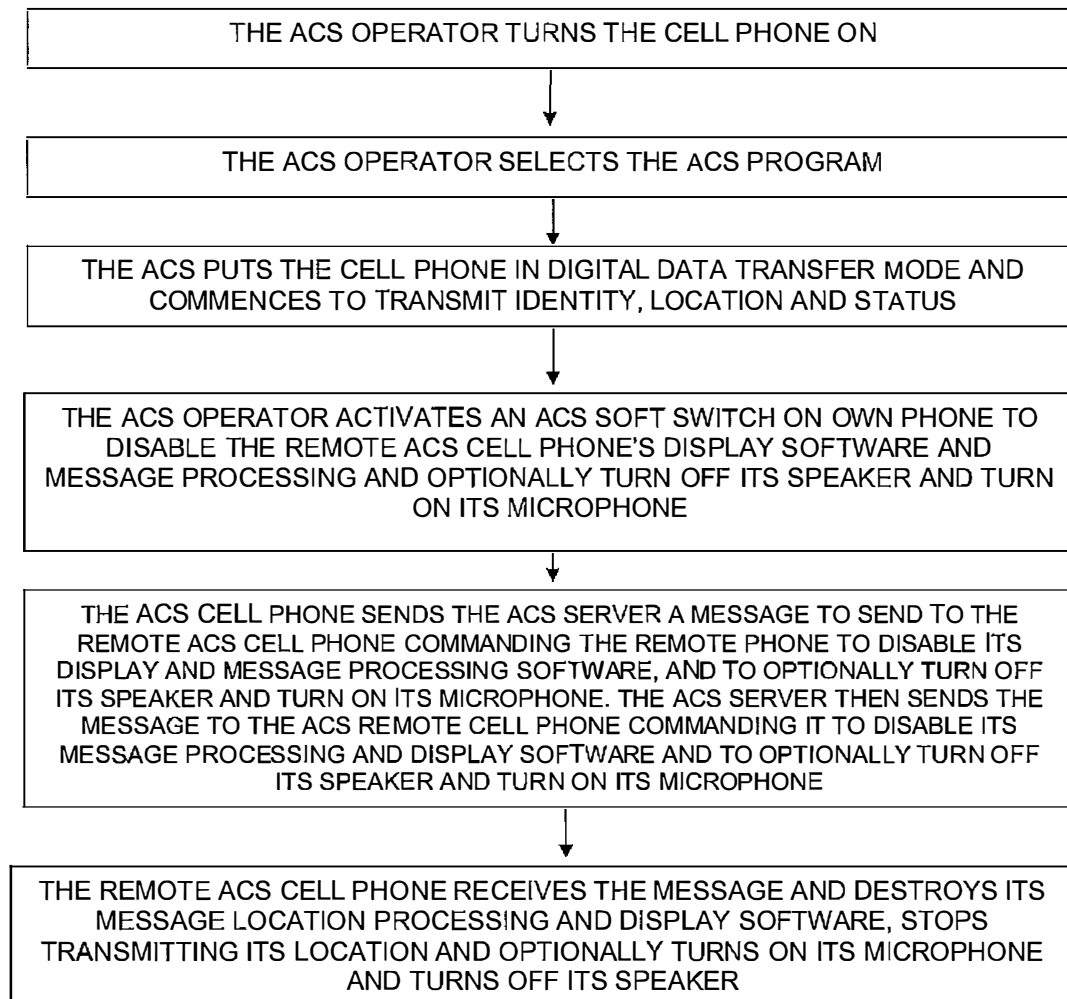 THE ACS OPERATOR TURNS THE CELL PHONE ON
THE ACS OPERATOR SELECTS THE ACS PROGRAM
THE ACS PUTS THE CELL PHONE IN DIGITAL DATA TRANSFER MODE AND
COMMENCES TO TRANSMIT IDENTITY, LOCATION AND STATUS
THE ACS OPERATOR ACTIVATES AN ACS SOFT SWITCH ON OWN PHONE TO
DISABLE THE REMOTE ACS CELL PHONE'S DISPLAY SOFTWARE AND
MESSAGE PROCESSING AND OPTIONALLY TURN OFF ITS SPEAKER AND TURN
ON ITS MICROPHONE
THE ACS CELL PHONE SENDS THE ACS SERVER A MESSAGE TO SEND TO THE
REMOTE ACS CELL PHONE COMMANDING THE REMOTE PHONE TO DISABLE ITS
DISPLAY AND MESSAGE PROCESSING SOFTWARE, AND TO OPTIONALLY TURN OFF
ITS SPEAKER AND TURN ON ITS MICROPHONE. THE ACS SERVER THEN SENDS THE
MESSAGE TO THE ACS REMOTE CELL PHONE COMMANDING IT TO DISABLE ITS
MESSAGE PROCESSING AND DISPLAY SOFTWARE AND TO OPTIONALLY TURN OFF
ITS SPEAKER AND TURN ON ITS MICROPHONE
THE REMOTE ACS CELL PHONE RECEIVES THE MESSAGE AND DESTROYS ITS
MESSAGE LOCATION PROCESSING AND DISPLAY SOFTWARE, STOPS
TRANSMITTING ITS LOCATION AND OPTIONALLY TURNS ON ITS MICROPHONE
AND TURNS OFF ITS SPEAKER